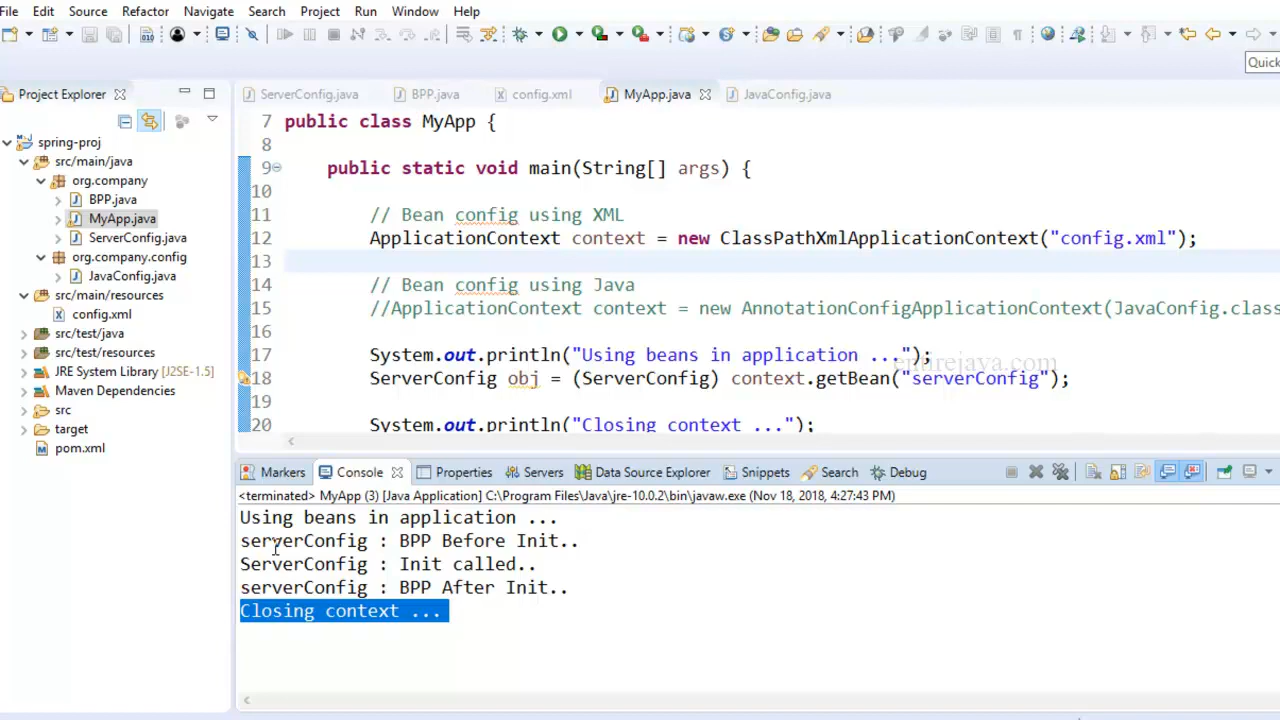 File Edit Source Refactor Navigate Search Project Run Window Help
Quick
Project Explorer
ServerConfig.java BPP.java config.xml MyApp.java JavaConfig.java
spring-proj
src/main/java
org.company
BPP.java
MyApp.java
ServerConfig.java
org.company.config
JavaConfig.java
src/main/resources
config.xml
src/test/java
src/test/resources
JRE System Library [J2SE-1.5]
Maven Dependencies
src
target
pom.xml
7 public class MyApp {
8
9 public static void main(String[] args) {
10
11 // Bean config using XML
12 ApplicationContext context = new ClassPathXmlApplicationContext("config.xml");
13
14 // Bean config using Java
15 //ApplicationContext context = new AnnotationConfigApplicationContext(JavaConfig.class
16
17 System.out.println("Using beans in application ...");
entirejava.com
18 ServerConfig obj = (ServerConfig) context.getBean("serverConfig");
19
20 System.out.println("Closing context ...");
Markers Console Properties Servers Data Source Explorer Snippets Search Debug
<terminated> MyApp (3) [Java Application] C:\Program Files\Java\jre-10.0.2\bin\javaw.exe (Nov 18, 2018, 4:27:43 PM)
Using beans in application ...
serverConfig : BPP Before Init..
ServerConfig : Init called..
serverConfig : BPP After Init..
Closing context ...